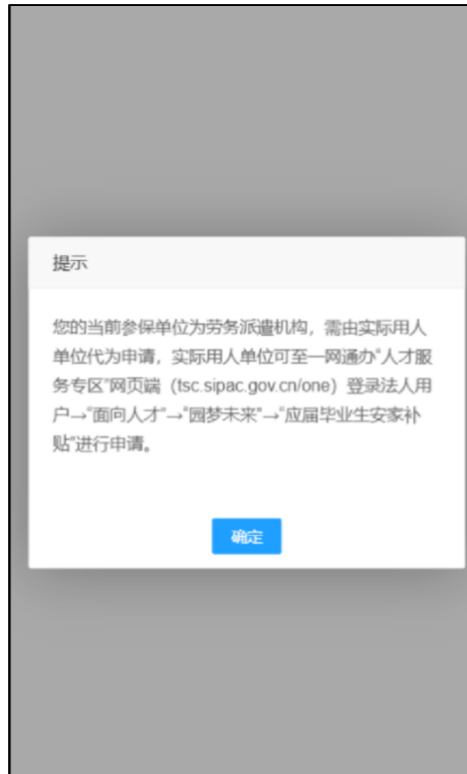 提示
您的当前参保单位为劳务派遣机构，需由实际用人
单位代为申请，实际用人单位可至一网通办“人才服
务专区”网页端（tsc.sipac.gov.cn/one）登录法人用
户→“面向人才”→“园梦未来”→“应届毕业生安家补
贴”进行申请。
确定